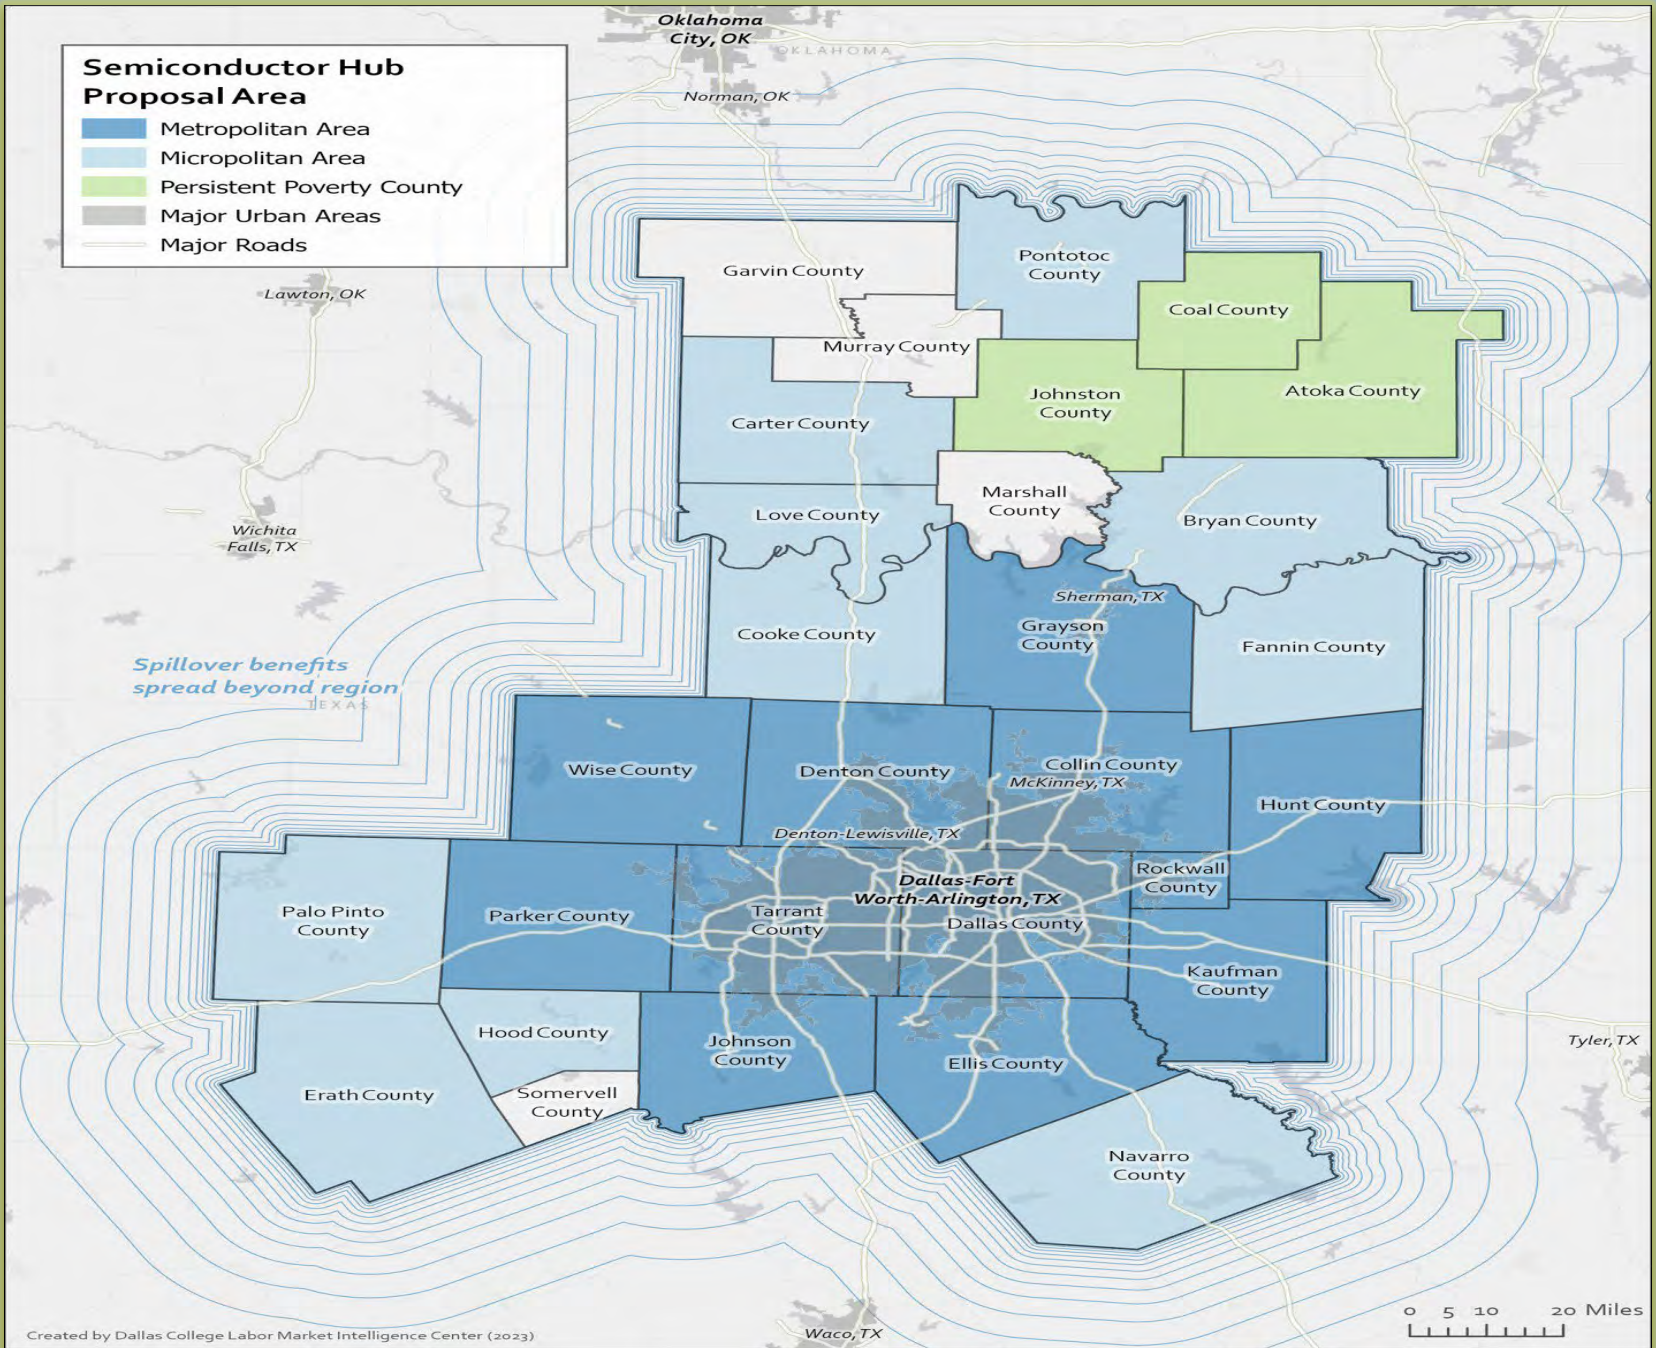 Oklahoma
City, OK
OKLAHOMA
Semiconductor Hub
Proposal Area
Metropolitan Area
Micropolitan Area
Persistent Poverty County
Major Urban Areas
Major Roads
Norman, OK
Lawton, OK
Garvin County
Pontotoc
County
Coal County
Murray County
Johnston
County
Atoka County
Carter County
Marshall
County
Love County
Bryan County
Wichita
Falls, TX
Sherman, TX
Grayson
County
Cooke County
Fannin County
Spillover benefits
spread beyond region
TEXAS
Wise County
Denton County
Collin County
McKinney, TX
Hunt County
Denton-Lewisville, TX
Rockwall
County
Dallas-Fort
Worth-Arlington, TX
Palo Pinto
County
Parker County
Tarrant
County
Dallas County
Kaufman
County
Hood County
Johnson
County
Ellis County
Tyler, TX
Erath County
Somervell
County
Navarro
County
0 5 10 20 Miles
Created by Dallas College Labor Market Intelligence Center (2023)
Waco, TX